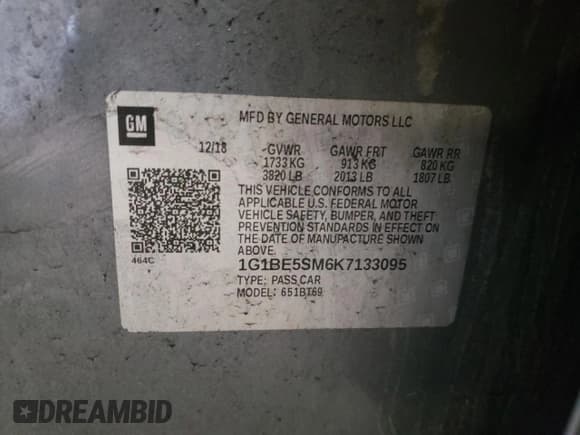 GM
MFD BY GENERAL MOTORS LLC
12/18 GVWR GAWR FRT GAWR RR
1733 KG 913 KG 820 KG
3820 LB 2013 LB 1807 LB
THIS VEHICLE CONFORMS TO ALL
APPLICABLE U.S. FEDERAL MOTOR
VEHICLE SAFETY, BUMPER, AND THEFT
PREVENTION STANDARDS IN EFFECT ON
THE DATE OF MANUFACTURE SHOWN
ABOVE.
464C
1G1BE5SM6K7133095
TYPE: PASS CAR
MODEL: 651BT69
DREAMBID